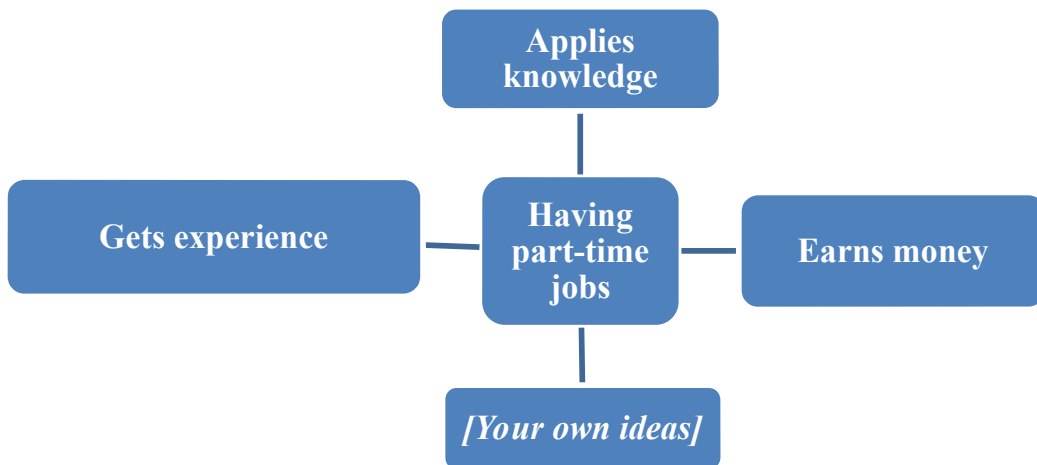 Applies
knowledge
Gets experience
Having
part-time
jobs
Earns money
[Your own ideas]